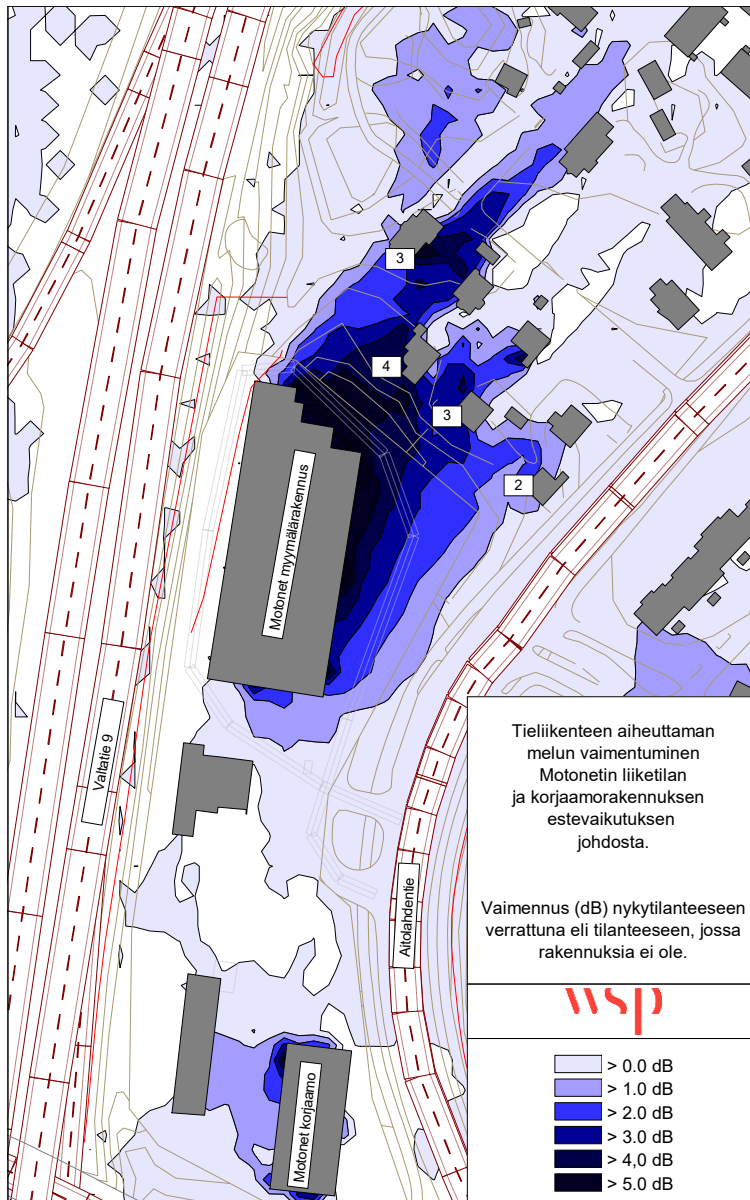 3
4
3
2
Motonet myymälärakennus
Valtatie 9
Aitolahdentie
Motonet korjaamo
Tieliikenteen aiheuttaman
melun vaimentuminen
Motonetin liiketilan
ja korjaamorakennuksen
estevaikutuksen
johdosta.
Vaimennus (dB) nykytilanteeseen
verrattuna eli tilanteeseen, jossa
rakennuksia ei ole.
wsp
> 0.0 dB
> 1.0 dB
> 2.0 dB
> 3.0 dB
> 4,0 dB
> 5.0 dB